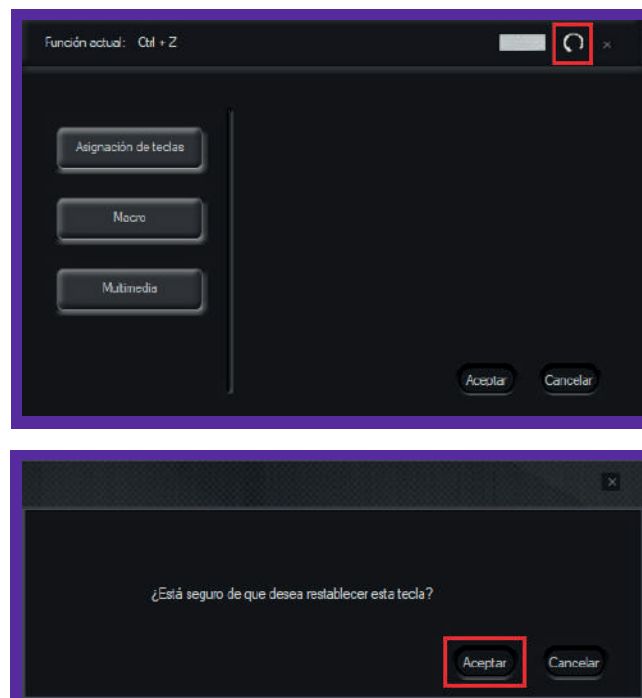 Función actual: Ctrl + Z
Asignación de teclas
Macro
Multimedia
Aceptar Cancelar
¿Está seguro de que desea restablecer esta tecla?
Aceptar Cancelar